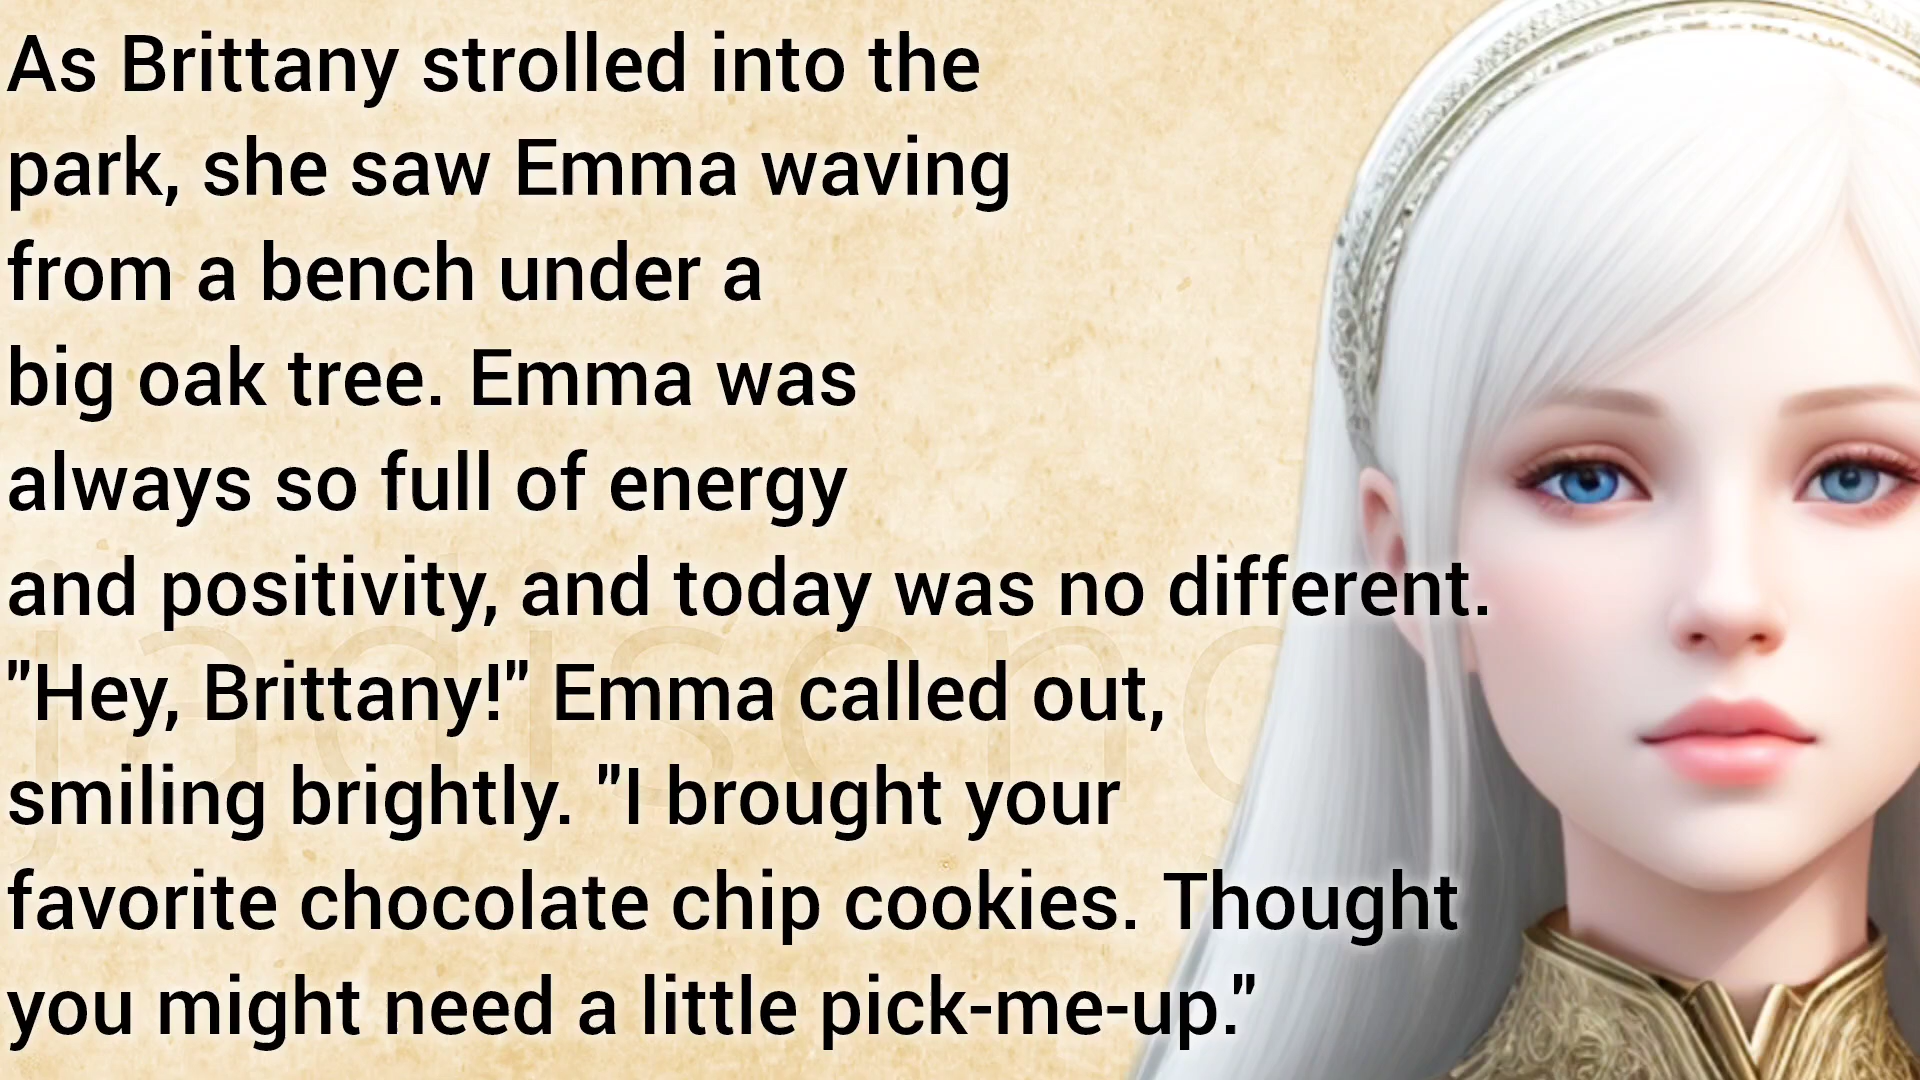 As Brittany strolled into the
park, she saw Emma waving
from a bench under a
big oak tree. Emma was
always so full of energy
and positivity, and today was no different.
"Hey, Brittany!" Emma called out,
smiling brightly. "I brought your
favorite chocolate chip cookies. Thought
you might need a little pick-me-up."